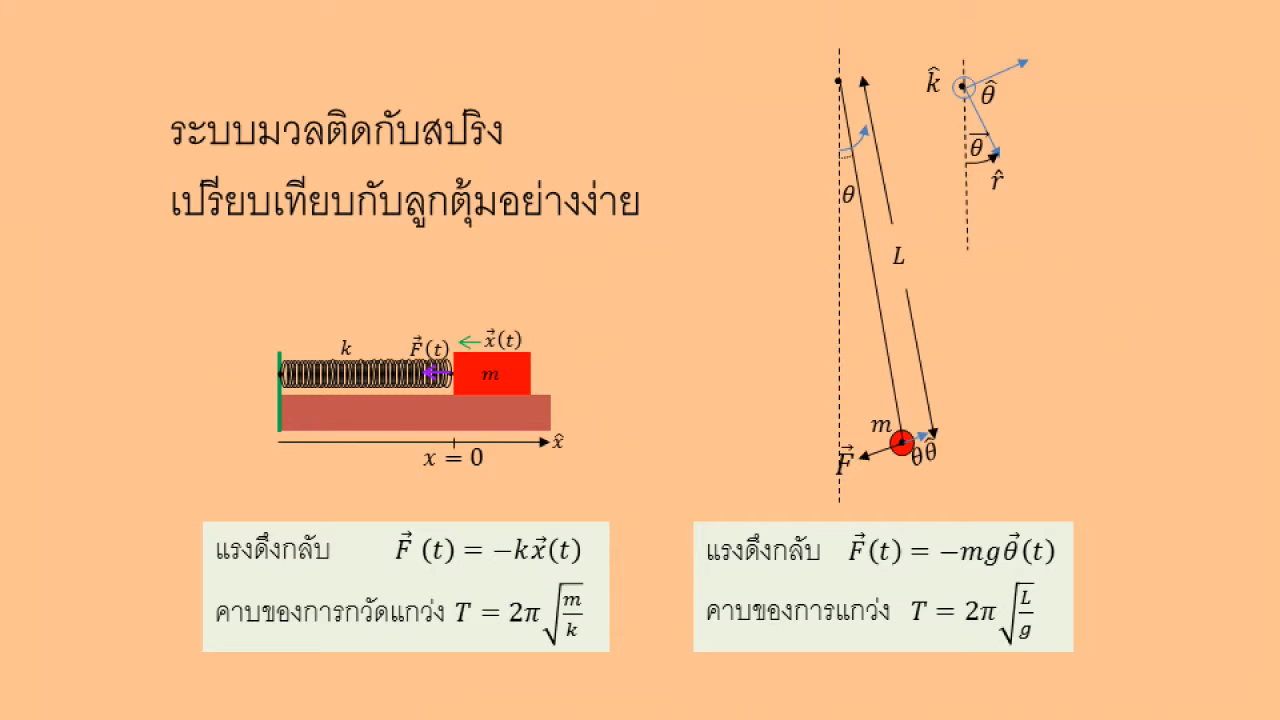 ระบบมวลติดกับสปริง
เปรียบเทียบกับลูกตุ้มอย่างง่าย
k̂
θ̂
θ⃗
r̂
θ
L
k
F⃗(t)
x⃗(t)
m
x̂
x = 0
m
F⃗
θθ̂
แรงดึงกลับ F⃗ (t) = −kx⃗(t)
คาบของการกวัดแกว่ง T = 2π√(m/k)
แรงดึงกลับ F⃗(t) = −mgθ⃗(t)
คาบของการแกว่ง T = 2π√(L/g)